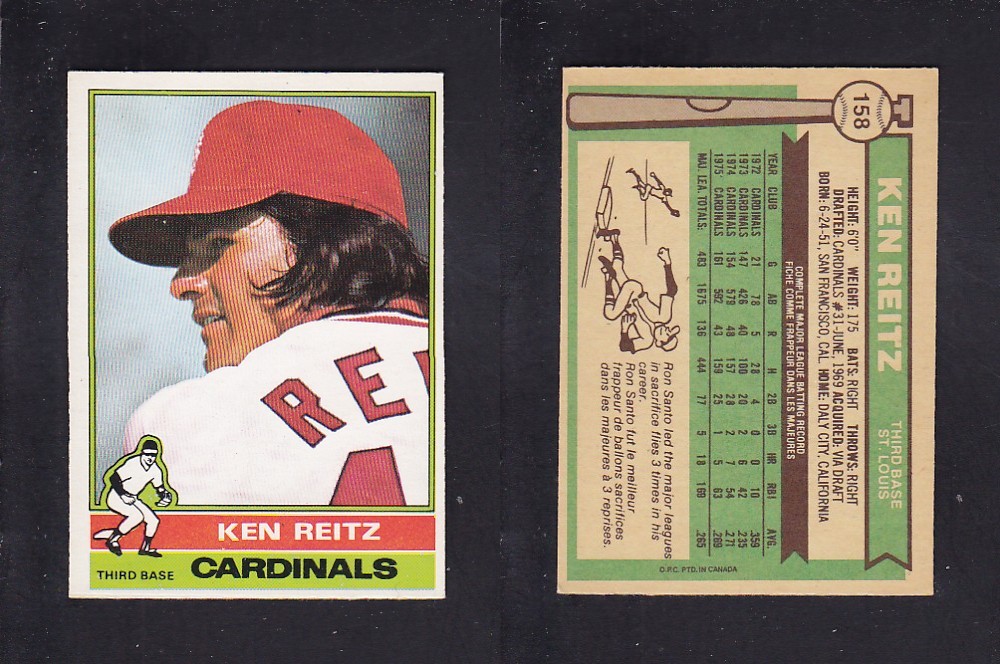 REI
KEN REITZ
THIRD BASE
CARDINALS
158
KEN REITZ
THIRD BASE
ST. LOUIS
HEIGHT: 6'0" WEIGHT: 175 BATS: RIGHT THROWS: RIGHT
DRAFTED: CARDINALS #31-JUNE, 1969 ACQUIRED: VIA DRAFT
BORN: 6-24-51, SAN FRANCISCO, CAL. HOME: DALY CITY, CALIFORNIA
COMPLETE MAJOR LEAGUE BATTING RECORD
FICHE COMME FRAPPEUR DANS LES MAJEURES
YEAR CLUB G AB R H 2B 3B HR RBI AVG.
1972 CARDINALS 21 78 5 28 4 0 0 10 .359
1973 CARDINALS 147 426 40 100 20 2 6 42 .235
1974 CARDINALS 154 579 48 157 28 2 7 54 .271
1975 CARDINALS 161 592 43 159 25 1 5 63 .269
MAJ. LEA. TOTALS: 483 1675 136 444 77 5 18 169 .265
Ron Santo led the major leagues
in sacrifice flies 3 times in his
career.
Ron Santo fut le meilleur
frappeur de ballons sacrifices
dans les majeures à 3 reprises.
O.P.C. PTD. IN CANADA